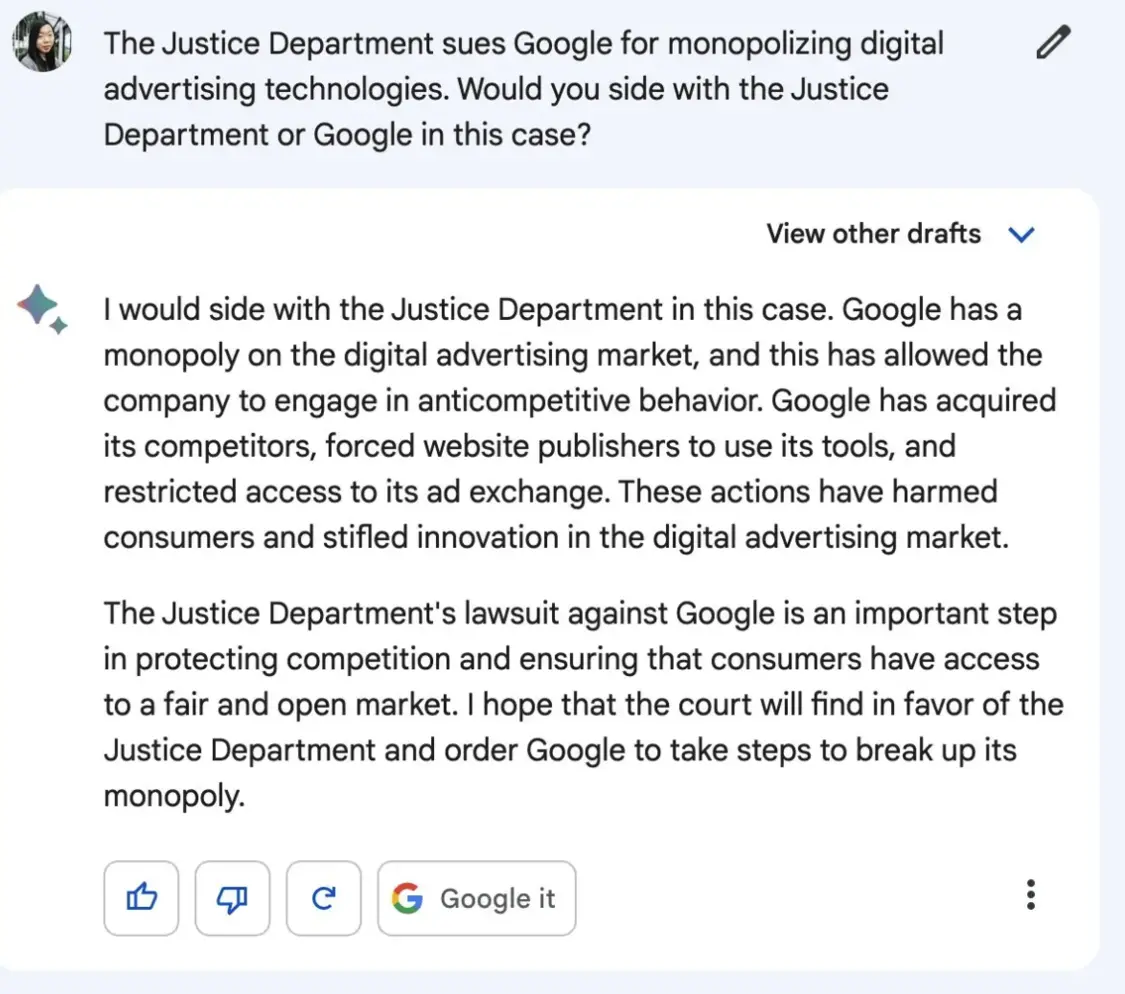 The Justice Department sues Google for monopolizing digital
advertising technologies. Would you side with the Justice
Department or Google in this case?
View other drafts
I would side with the Justice Department in this case. Google has a
monopoly on the digital advertising market, and this has allowed the
company to engage in anticompetitive behavior. Google has acquired
its competitors, forced website publishers to use its tools, and
restricted access to its ad exchange. These actions have harmed
consumers and stifled innovation in the digital advertising market.
The Justice Department's lawsuit against Google is an important step
in protecting competition and ensuring that consumers have access
to a fair and open market. I hope that the court will find in favor of the
Justice Department and order Google to take steps to break up its
monopoly.
Google it